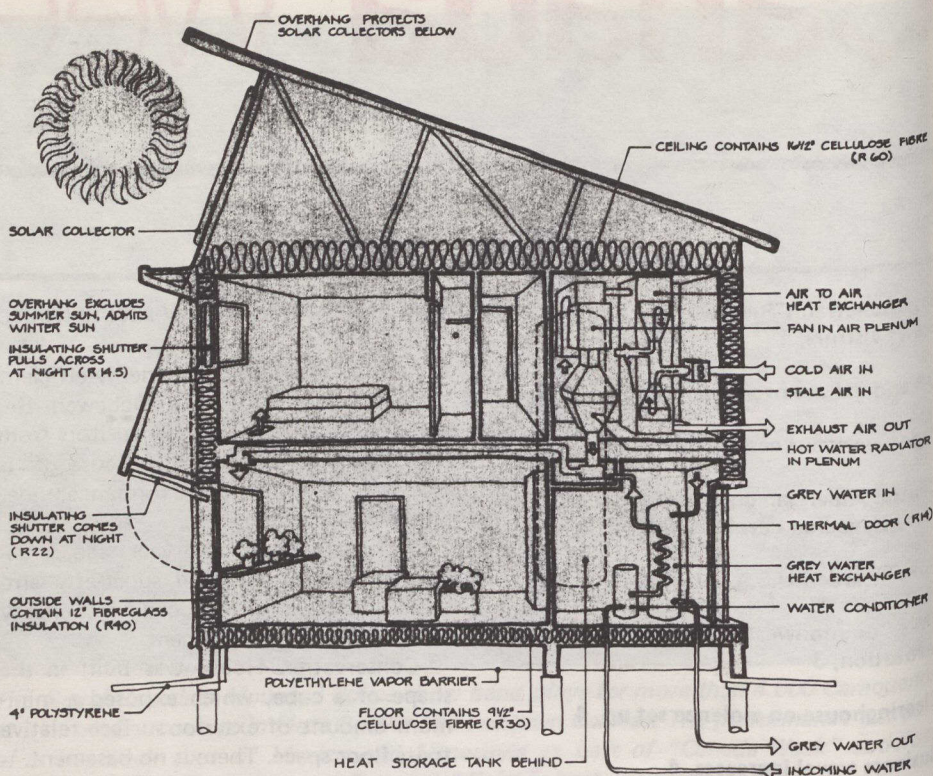 OVERHANG PROTECTS
SOLAR COLLECTORS BELOW
CEILING CONTAINS 16 1/2" CELLULOSE FIBRE
(R 60)
SOLAR COLLECTOR
OVERHANG EXCLUDES
SUMMER SUN, ADMITS
WINTER SUN
INSULATING SHUTTER
PULLS ACROSS
AT NIGHT (R 14.5)
INSULATING
SHUTTER COMES
DOWN AT NIGHT
(R22)
OUTSIDE WALLS
CONTAIN 12" FIBREGLASS
INSULATION (R40)
4" POLYSTYRENE
AIR TO AIR
HEAT EXCHANGER
FAN IN AIR PLENUM
COLD AIR IN
STALE AIR IN
EXHAUST AIR OUT
HOT WATER RADIATOR
IN PLENUM
GREY WATER IN
THERMAL DOOR (R14)
GREY WATER
HEAT EXCHANGER
WATER CONDITIONER
POLYETHYLENE VAPOR BARRIER
FLOOR CONTAINS 9 1/2"
CELLULOSE FIBRE (R 30)
HEAT STORAGE TANK BEHIND
GREY WATER OUT
INCOMING WATER